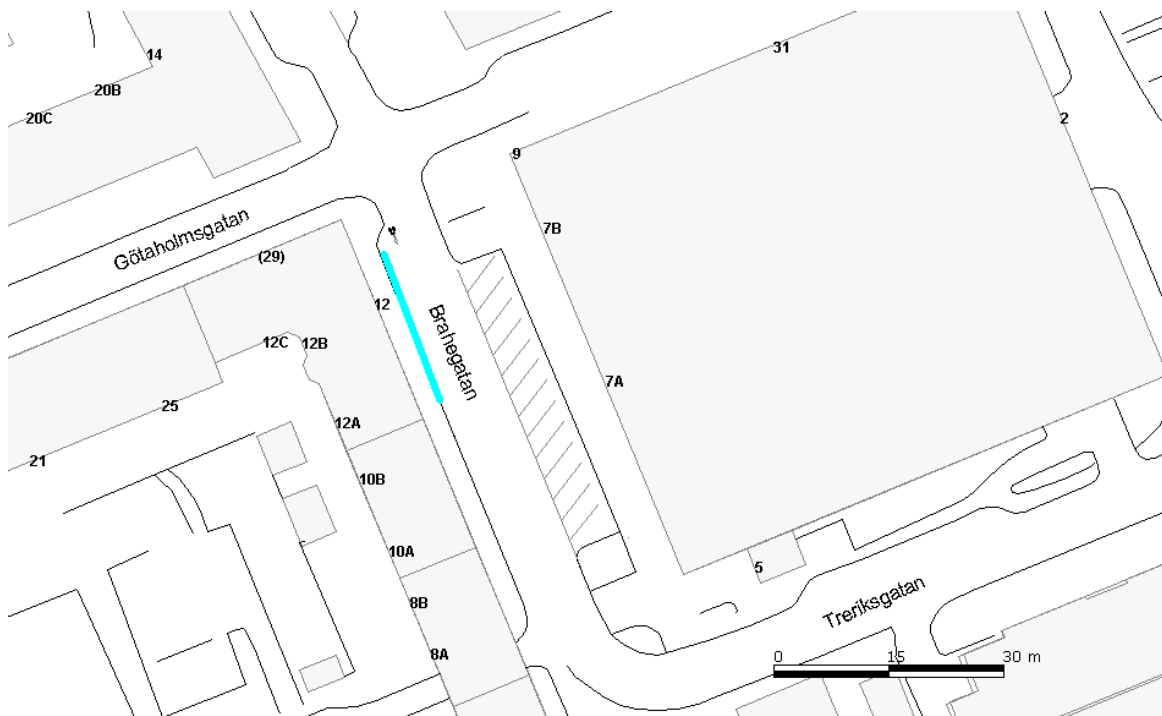 14
31
20B
20C
2
9
7B
Götaholmsgatan
(29)
12
Brahegatan
12C
12B
7A
25
12A
21
10B
10A
5
8B
Treriksgatan
8A
0 15 30 m